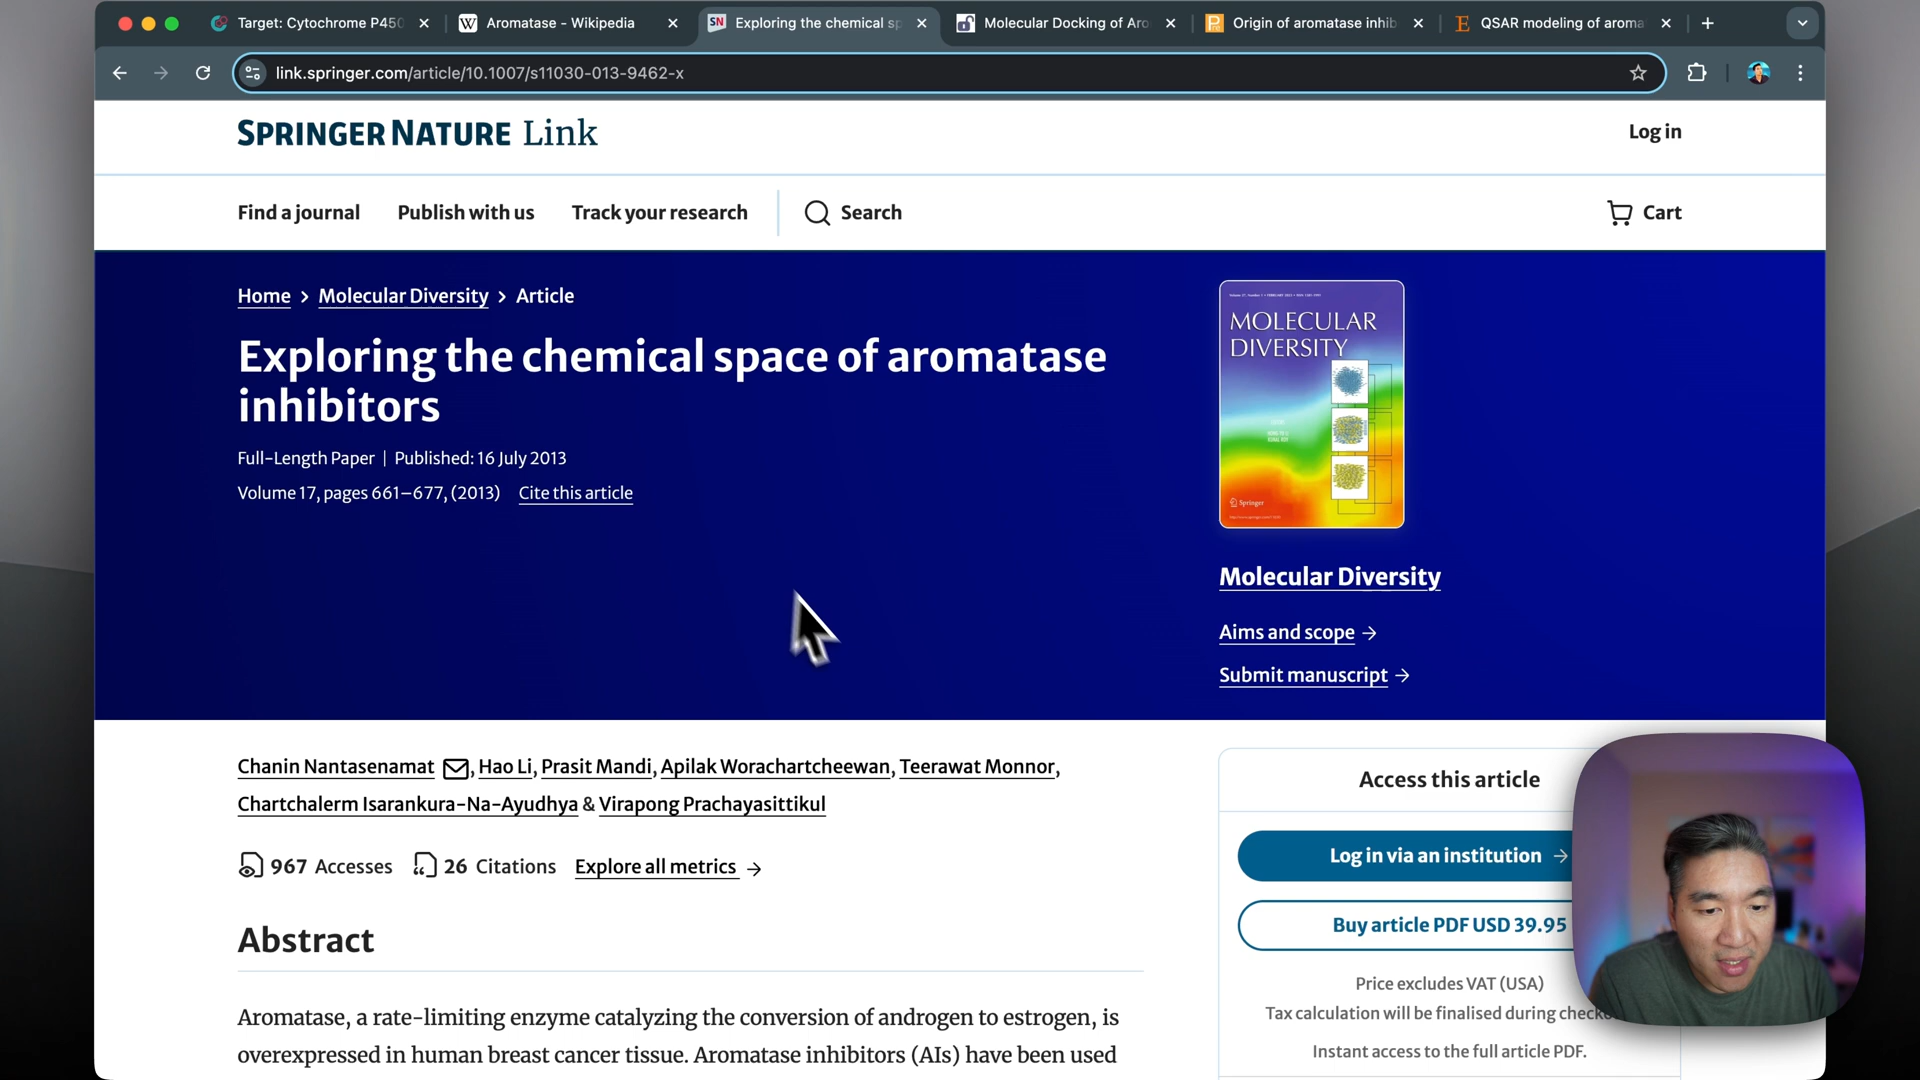 Target: Cytochrome P450
Aromatase - Wikipedia
Exploring the chemical sp
Molecular Docking of Aro
Origin of aromatase inhib
QSAR modeling of aroma
link.springer.com/article/10.1007/s11030-013-9462-x
SPRINGER NATURE Link
Log in
Find a journal
Publish with us
Track your research
Search
Cart
Home > Molecular Diversity > Article
Exploring the chemical space of aromatase
inhibitors
Full-Length Paper | Published: 16 July 2013
Volume 17, pages 661–677, (2013) Cite this article
MOLECULAR
DIVERSITY
Springer
Molecular Diversity
Aims and scope
Submit manuscript
Chanin Nantasenamat, Hao Li, Prasit Mandi, Apilak Worachartcheewan, Teerawat Monnor,
Chartchalerm Isarankura-Na-Ayudhya & Virapong Prachayasittikul
967 Accesses
26 Citations
Explore all metrics
Abstract
Aromatase, a rate-limiting enzyme catalyzing the conversion of androgen to estrogen, is
overexpressed in human breast cancer tissue. Aromatase inhibitors (AIs) have been used
Access this article
Log in via an institution
Buy article PDF USD 39.95
Price excludes VAT (USA)
Tax calculation will be finalised during checko
Instant access to the full article PDF.